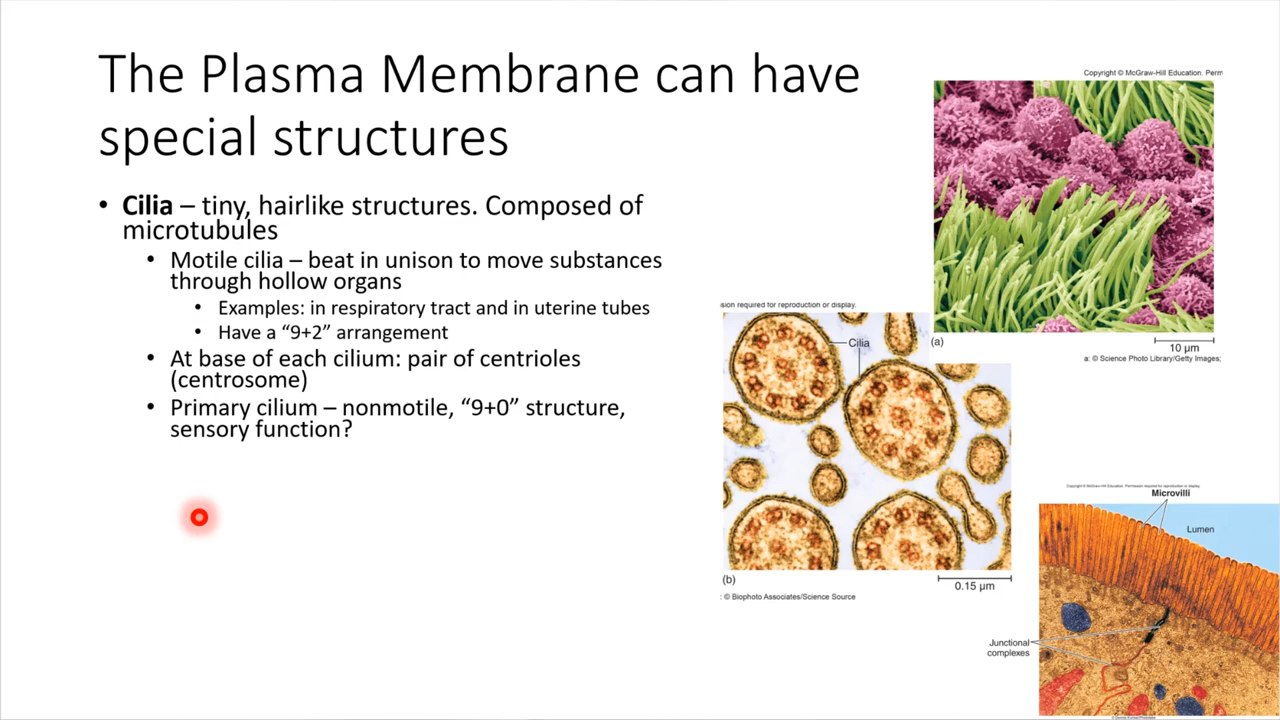 The Plasma Membrane can have
special structures
• Cilia – tiny, hairlike structures. Composed of
microtubules
• Motile cilia – beat in unison to move substances
through hollow organs
• Examples: in respiratory tract and in uterine tubes
• Have a “9+2” arrangement
• At base of each cilium: pair of centrioles
(centrosome)
• Primary cilium – nonmotile, “9+0” structure,
sensory function?
Copyright © McGraw-Hill Education. Perm
(a)
10 µm
a: © Science Photo Library/Getty Images;
sion required for reproduction or display.
Cilia
(b)
0.15 µm
: © Biophoto Associates/Science Source
Copyright © McGraw-Hill Education. Permission required for reproduction or display.
Microvilli
Lumen
Junctional
complexes